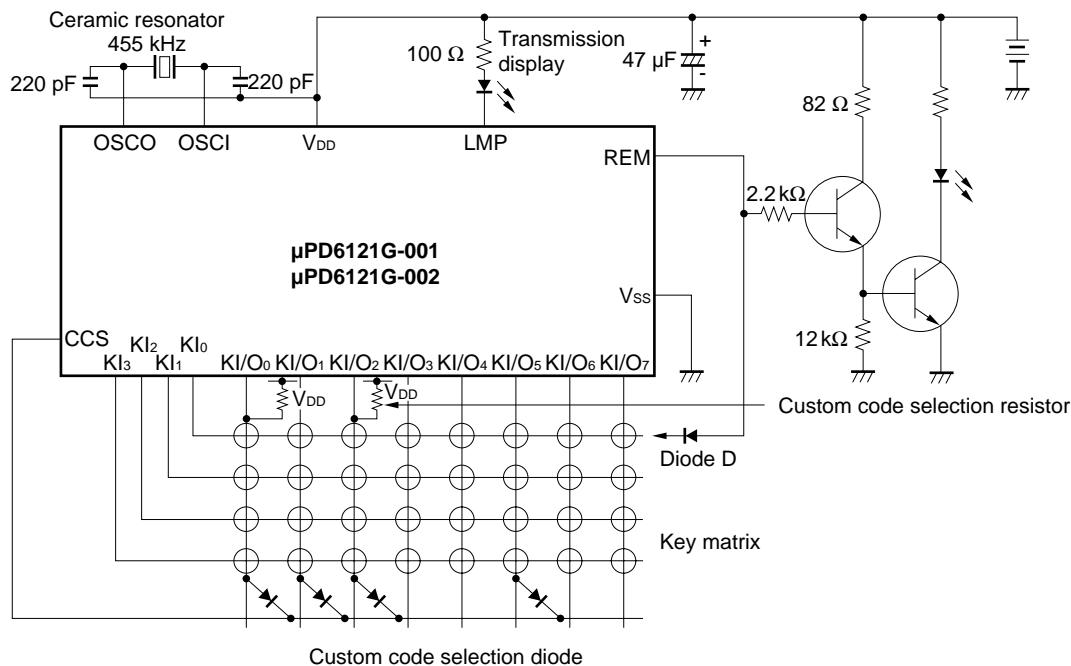 Ceramic resonator
455 kHz
220 pF
220 pF
100 Ω
Transmission
display
47 µF
+
-
82 Ω
OSCO
OSCI
VDD
LMP
REM
2.2 kΩ
µPD6121G-001
µPD6121G-002
VSS
12 kΩ
CCS
KI3
KI2
KI1
KI0
KI/O0
KI/O1
KI/O2
KI/O3
KI/O4
KI/O5
KI/O6
KI/O7
VDD
VDD
Custom code selection resistor
Diode D
Key matrix
Custom code selection diode